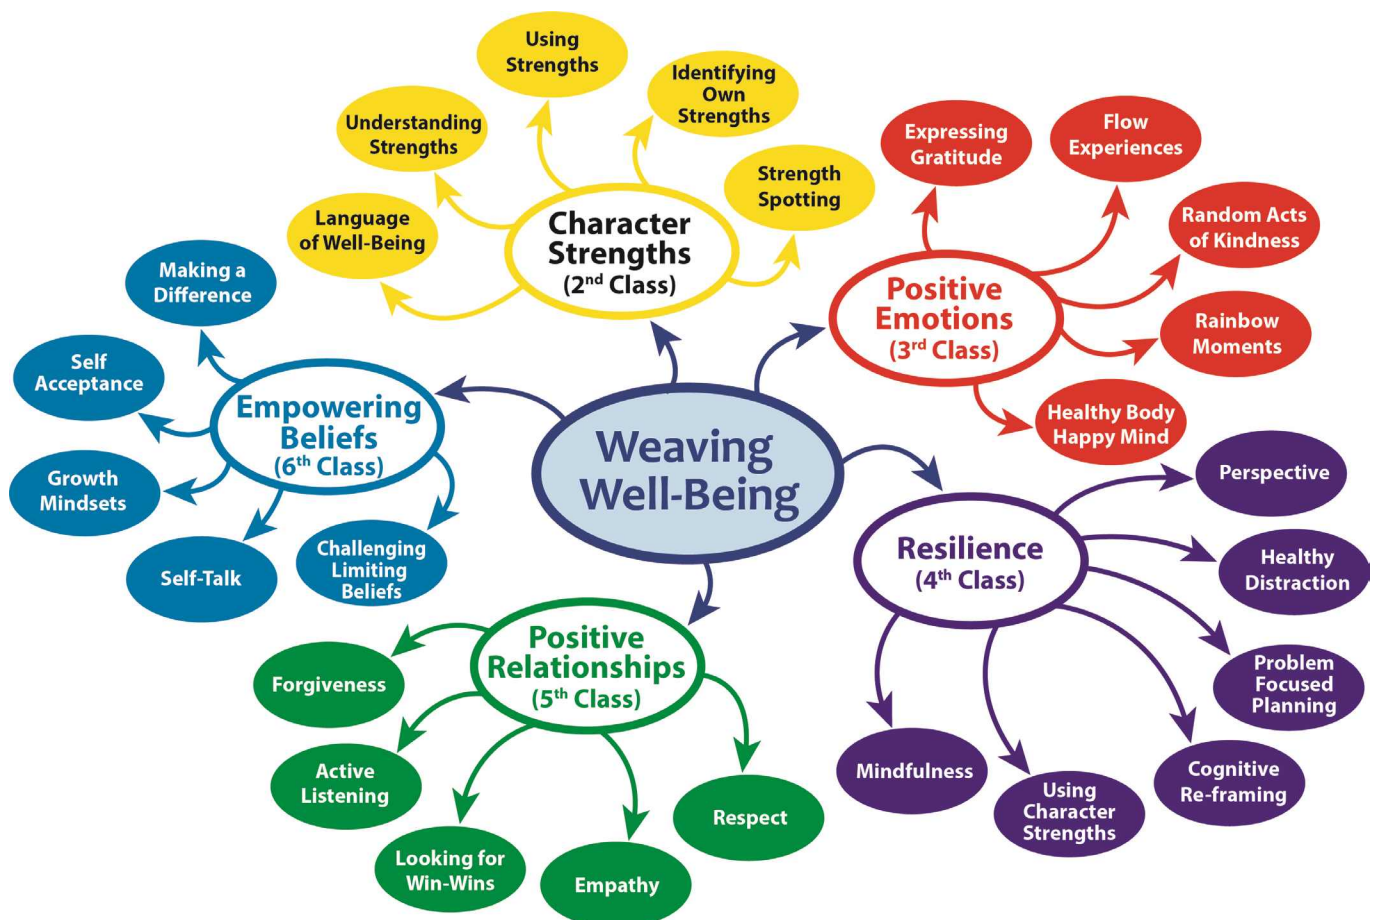 Weaving
Well-Being
Character
Strengths
(2nd Class)
Language
of Well-Being
Understanding
Strengths
Using
Strengths
Identifying
Own
Strengths
Strength
Spotting
Positive
Emotions
(3rd Class)
Expressing
Gratitude
Flow
Experiences
Random Acts
of Kindness
Rainbow
Moments
Healthy Body
Happy Mind
Resilience
(4th Class)
Perspective
Healthy
Distraction
Problem
Focused
Planning
Cognitive
Re-framing
Using
Character
Strengths
Mindfulness
Positive
Relationships
(5th Class)
Respect
Empathy
Looking for
Win-Wins
Active
Listening
Forgiveness
Empowering
Beliefs
(6th Class)
Challenging
Limiting
Beliefs
Self-Talk
Growth
Mindsets
Self
Acceptance
Making a
Difference